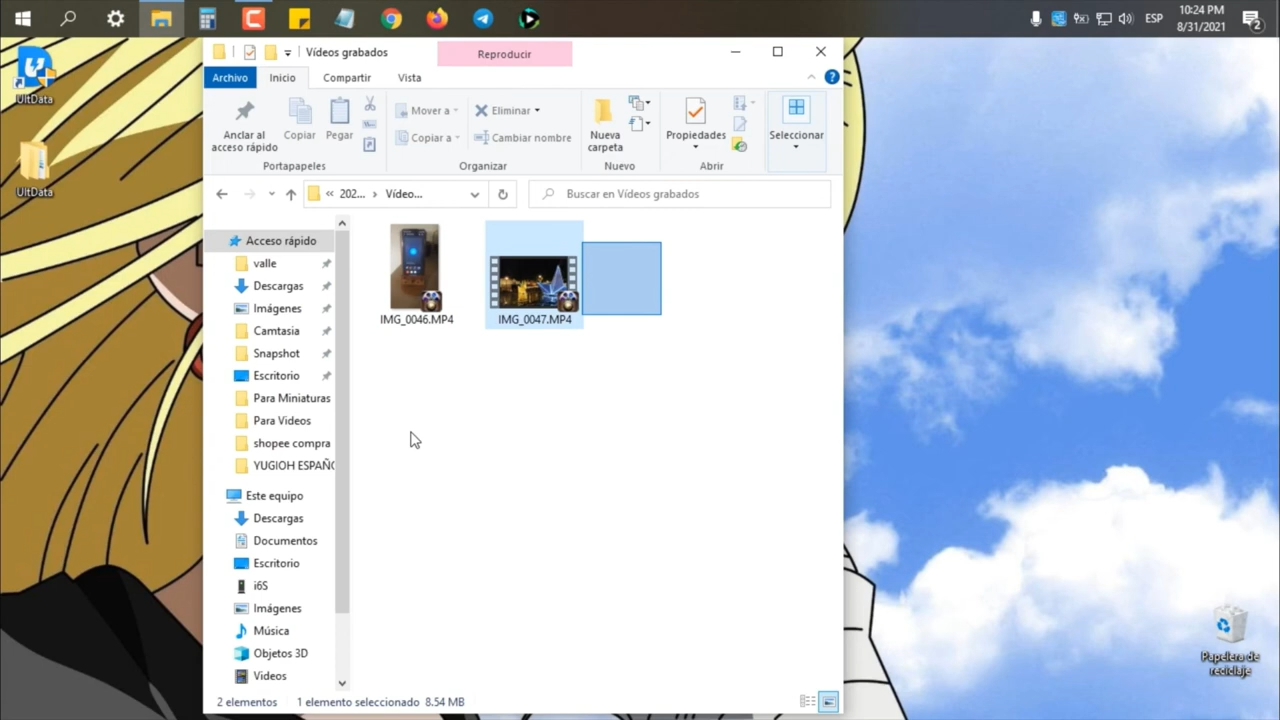 ESP
10:24 PM
8/31/2021
2
UltData
UltData
Vídeos grabados
Reproducir
Archivo
Inicio
Compartir
Vista
Anclar al
acceso rápido
Copiar
Pegar
Portapapeles
Mover a
Copiar a
Eliminar
Cambiar nombre
Organizar
Nueva
carpeta
Nuevo
Propiedades
Abrir
Seleccionar
« 202... › Vídeo...
Buscar en Vídeos grabados
Acceso rápido
valle
Descargas
Imágenes
Camtasia
Snapshot
Escritorio
Para Miniaturas
Para Videos
shopee compra
YUGIOH ESPAÑO
Este equipo
Descargas
Documentos
Escritorio
i6S
Imágenes
Música
Objetos 3D
Videos
IMG_0046.MP4
IMG_0047.MP4
2 elementos
1 elemento seleccionado 8.54 MB
Papelera de
reciclaje